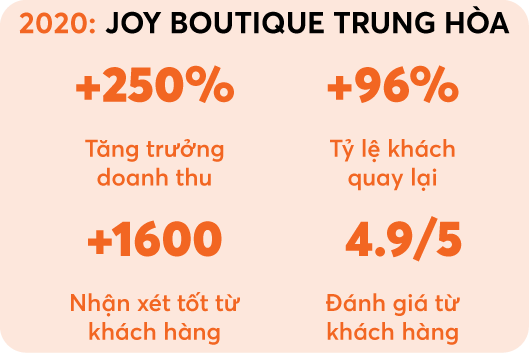 2020: JOY BOUTIQUE TRUNG HÒA
+250%
Tăng trưởng
doanh thu
+96%
Tỷ lệ khách
quay lại
+1600
Nhận xét tốt từ
khách hàng
4.9/5
Đánh giá từ
khách hàng